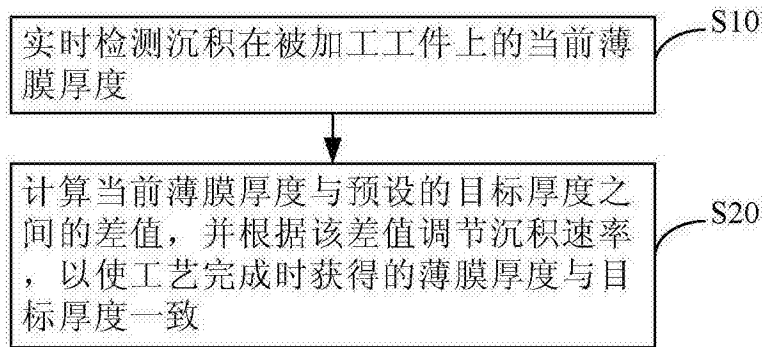 实时检测沉积在被加工工件上的当前薄
膜厚度
S10
计算当前薄膜厚度与预设的目标厚度之
间的差值，并根据该差值调节沉积速率
，以使工艺完成时获得的薄膜厚度与目
标厚度一致
S20